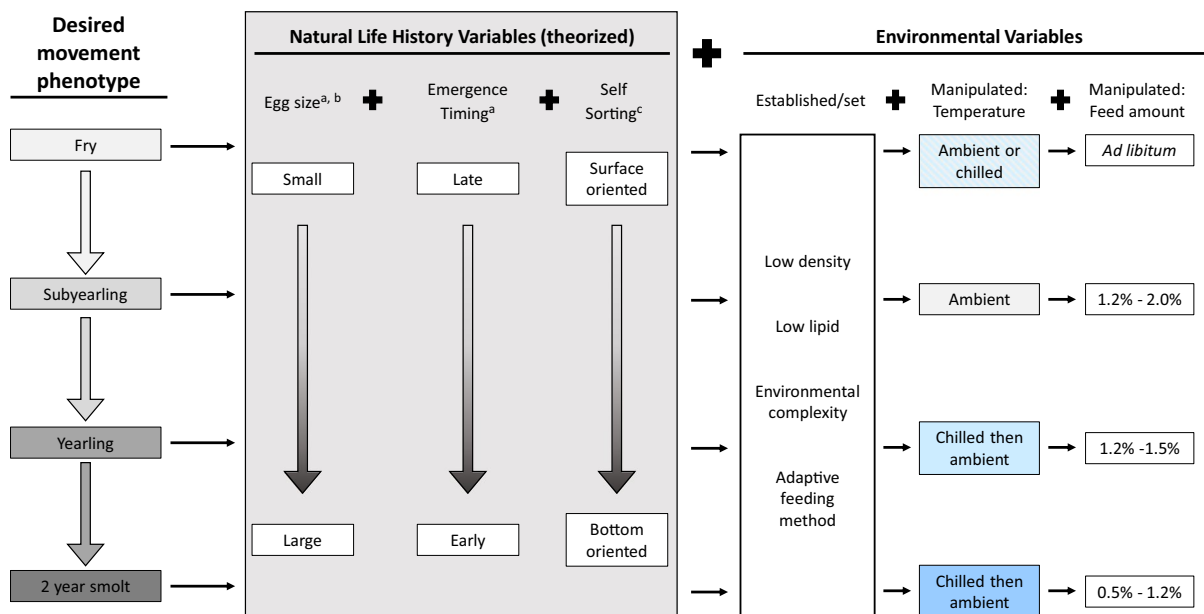 Desired
movement
phenotype
Natural Life History Variables (theorized)
Environmental Variables
Egg sizeᵃ, ᵇ
Emergence
Timingᵃ
Self
Sortingᶜ
Established/set
Manipulated:
Temperature
Manipulated:
Feed amount
Fry
Small
Late
Surface
oriented
Ambient or
chilled
Ad libitum
Subyearling
Low density
Low lipid
Environmental
complexity
Adaptive
feeding
method
Ambient
1.2% - 2.0%
Yearling
Chilled then
ambient
1.2% -1.5%
Large
Early
Bottom
oriented
2 year smolt
Chilled then
ambient
0.5% - 1.2%